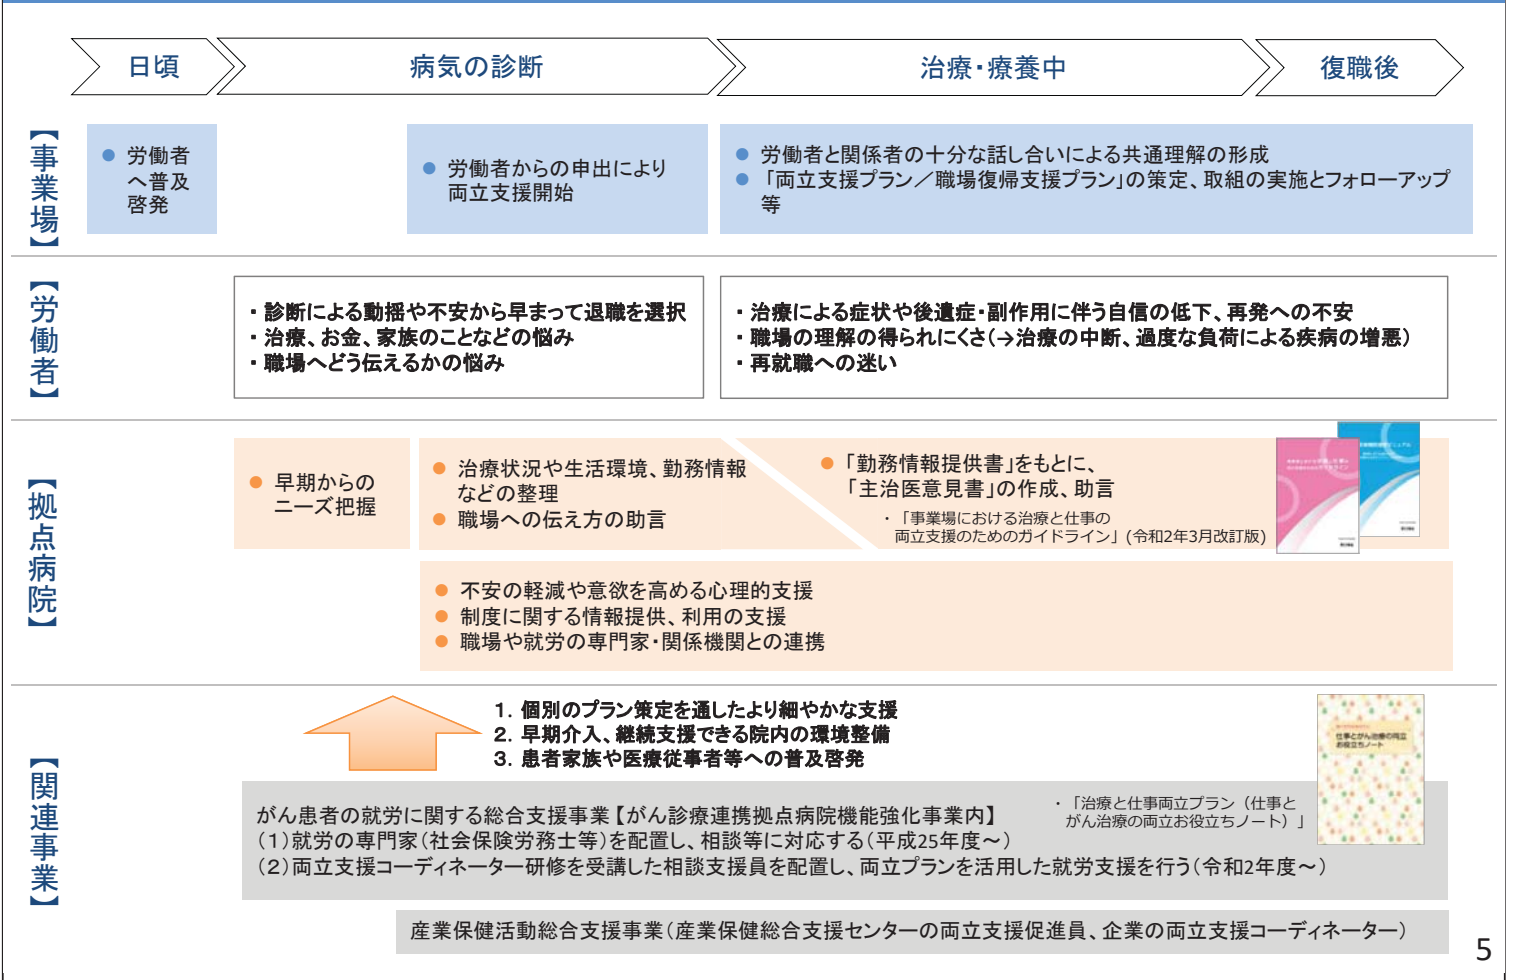 日頃
病気の診断
治療・療養中
復職後
【事業場】
● 労働者
へ普及
啓発
● 労働者からの申出により
両立支援開始
● 労働者と関係者の十分な話し合いによる共通理解の形成
● 「両立支援プラン／職場復帰支援プラン」の策定、取組の実施とフォローアップ
等
【労働者】
・診断による動揺や不安から早まって退職を選択
・治療、お金、家族のことなどの悩み
・職場へどう伝えるかの悩み
・治療による症状や後遺症・副作用に伴う自信の低下、再発への不安
・職場の理解の得られにくさ（→治療の中断、過度な負荷による疾病の増悪）
・再就職への迷い
【拠点病院】
● 早期からの
ニーズ把握
● 治療状況や生活環境、勤務情報
などの整理
● 職場への伝え方の助言
● 「勤務情報提供書」をもとに、
「主治医意見書」の作成、助言
・「事業場における治療と仕事の
両立支援のためのガイドライン」（令和2年3月改訂版）
● 不安の軽減や意欲を高める心理的支援
● 制度に関する情報提供、利用の支援
● 職場や就労の専門家・関係機関との連携
【関連事業】
1．個別のプラン策定を通したより細やかな支援
2．早期介入、継続支援できる院内の環境整備
3．患者家族や医療従事者等への普及啓発
仕事とがん治療の両立
お役立ちノート
がん患者の就労に関する総合支援事業【がん診療連携拠点病院機能強化事業内】
（１）就労の専門家（社会保険労務士等）を配置し、相談等に対応する（平成25年度～）
（２）両立支援コーディネーター研修を受講した相談支援員を配置し、両立プランを活用した就労支援を行う（令和2年度～）
・「治療と仕事両立プラン（仕事と
がん治療の両立お役立ちノート）」
産業保健活動総合支援事業（産業保健総合支援センターの両立支援促進員、企業の両立支援コーディネーター）
5